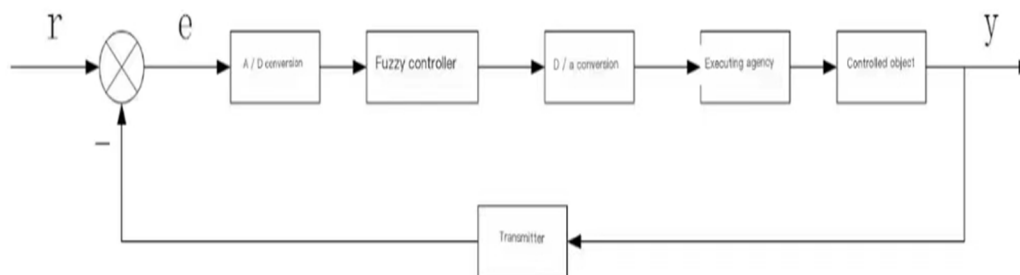 r
e
A / D conversion
Fuzzy controller
D / a conversion
Executing agency
Controlled object
y
−
Transmitter